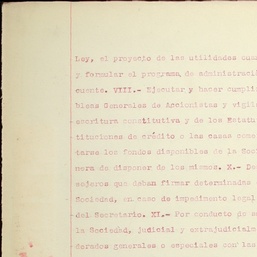 Ley, el proyecto de las utilidades
y formular el programa de administraci
cuenta. VIII.- Ejecutar y hacer cumpli
bleas Generales de Accionistas y vigil
escritura constitutiva y de los Estat
tituciones de crédito o las casas come
tarse los fondos disponibles de la Soc
nera de disponer de los mismos. X.- De
sejeros que deban firmar determinados
Sociedad, en caso de impedimento legal
del Secretario. XI.- Por conducto de
la Sociedad, judicial y extrajudicialm
derados generales o especiales con las